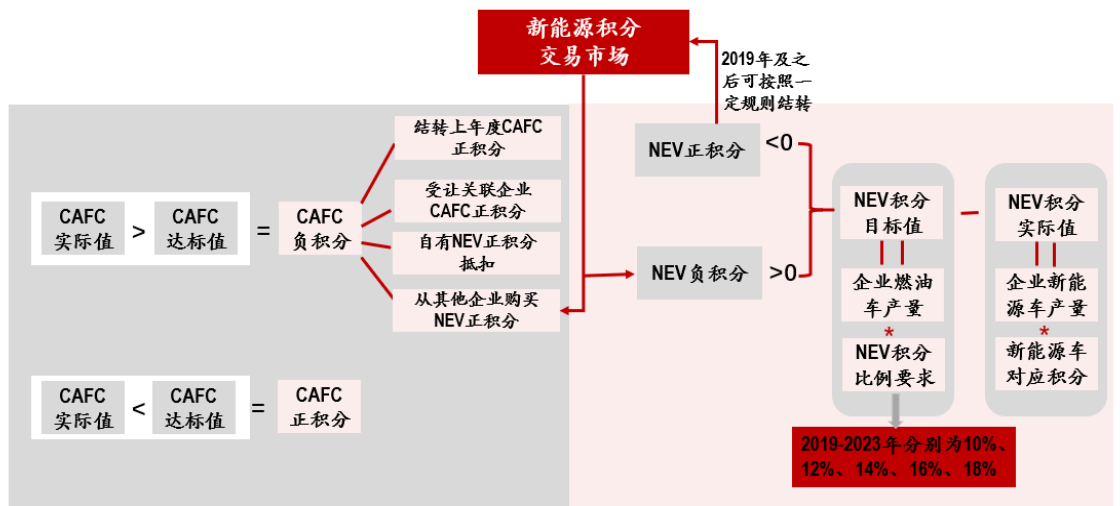 新能源积分
交易市场
2019年及之
后可按照一
定规则结转
结转上年度CAFC
正积分
受让关联企业
CAFC正积分
自有NEV正积分
抵扣
从其他企业购买
NEV正积分
CAFC
实际值
>
CAFC
达标值
=
CAFC
负积分
CAFC
实际值
<
CAFC
达标值
=
CAFC
正积分
NEV正积分
<0
NEV负积分
>0
NEV积分
目标值
企业燃油
车产量
*
NEV积分
比例要求
NEV积分
实际值
企业新能
源车产量
*
新能源车
对应积分
2019-2023年分别为10%、
12%、14%、16%、18%